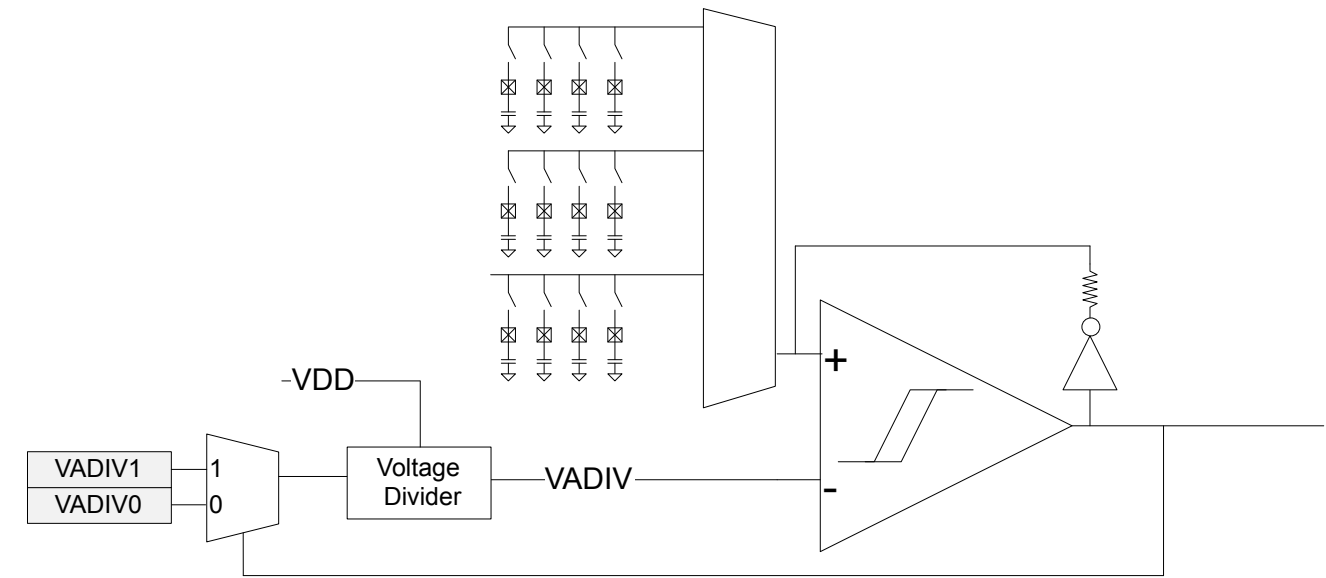 VDD
VADIV1
1
VADIV0
0
Voltage
Divider
VADIV
+
-